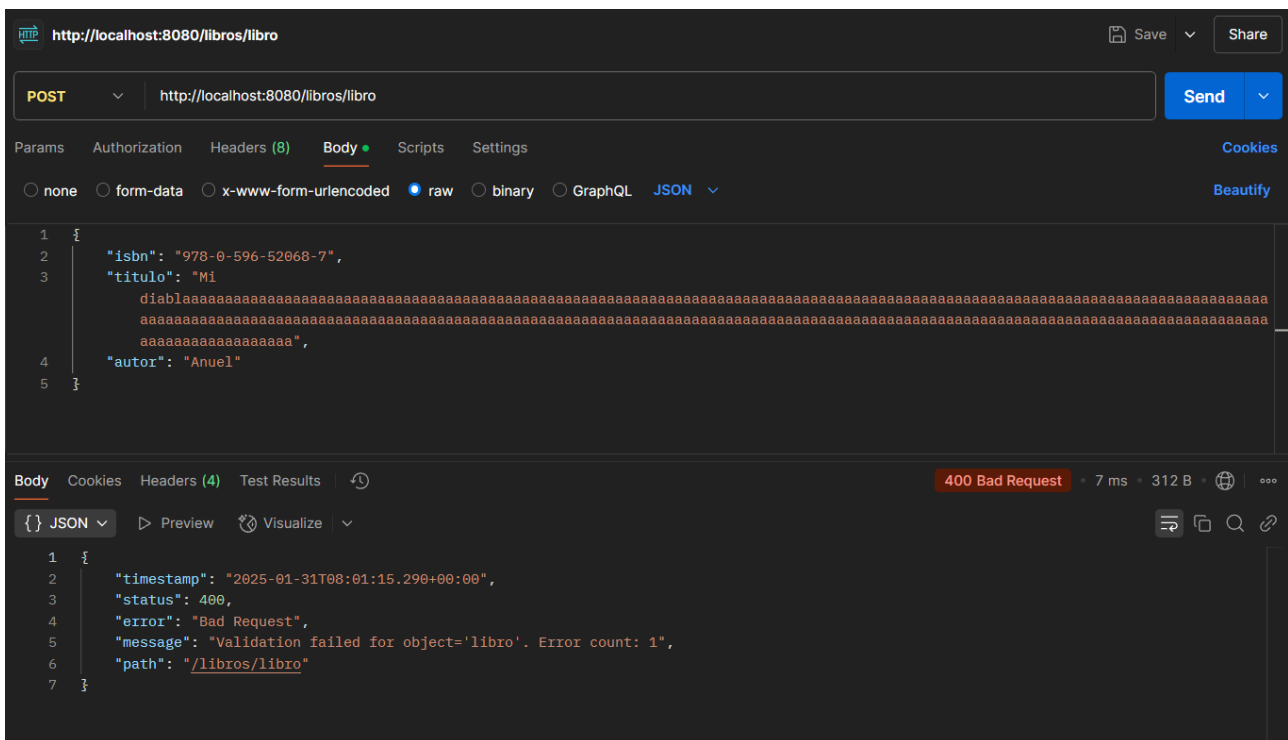 HTTP http://localhost:8080/libros/libro Save Share
POST http://localhost:8080/libros/libro Send
Params Authorization Headers (8) Body Scripts Settings Cookies
none form-data x-www-form-urlencoded raw binary GraphQL JSON Beautify
1 {
2 "isbn": "978-0-596-52068-7",
3 "titulo": "Mi
aaaaaaaaaaaaaaaaaa",
4 "autor": "Anuel"
5 }
Body Cookies Headers (4) Test Results 400 Bad Request • 7 ms • 312 B
{} JSON Preview Visualize
1 {
2 "timestamp": "2025-01-31T08:01:15.290+00:00",
3 "status": 400,
4 "error": "Bad Request",
5 "message": "Validation failed for object='libro'. Error count: 1",
6 "path": "/libros/libro"
7 }